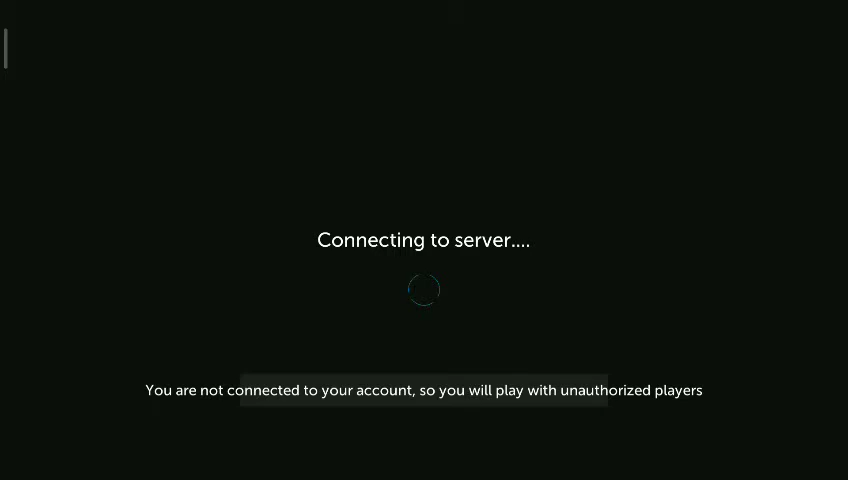 Connecting to server....
You are not connected to your account, so you will play with unauthorized players